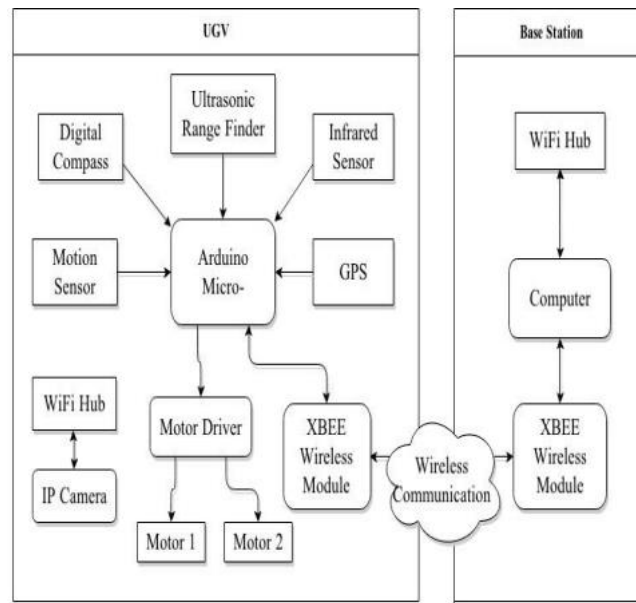 UGV
Base Station
Ultrasonic
Range Finder
Digital
Compass
Infrared
Sensor
WiFi Hub
Motion
Sensor
Arduino
Micro-
GPS
Computer
WiFi Hub
IP Camera
Motor Driver
XBEE
Wireless
Module
Wireless
Communication
XBEE
Wireless
Module
Motor 1
Motor 2